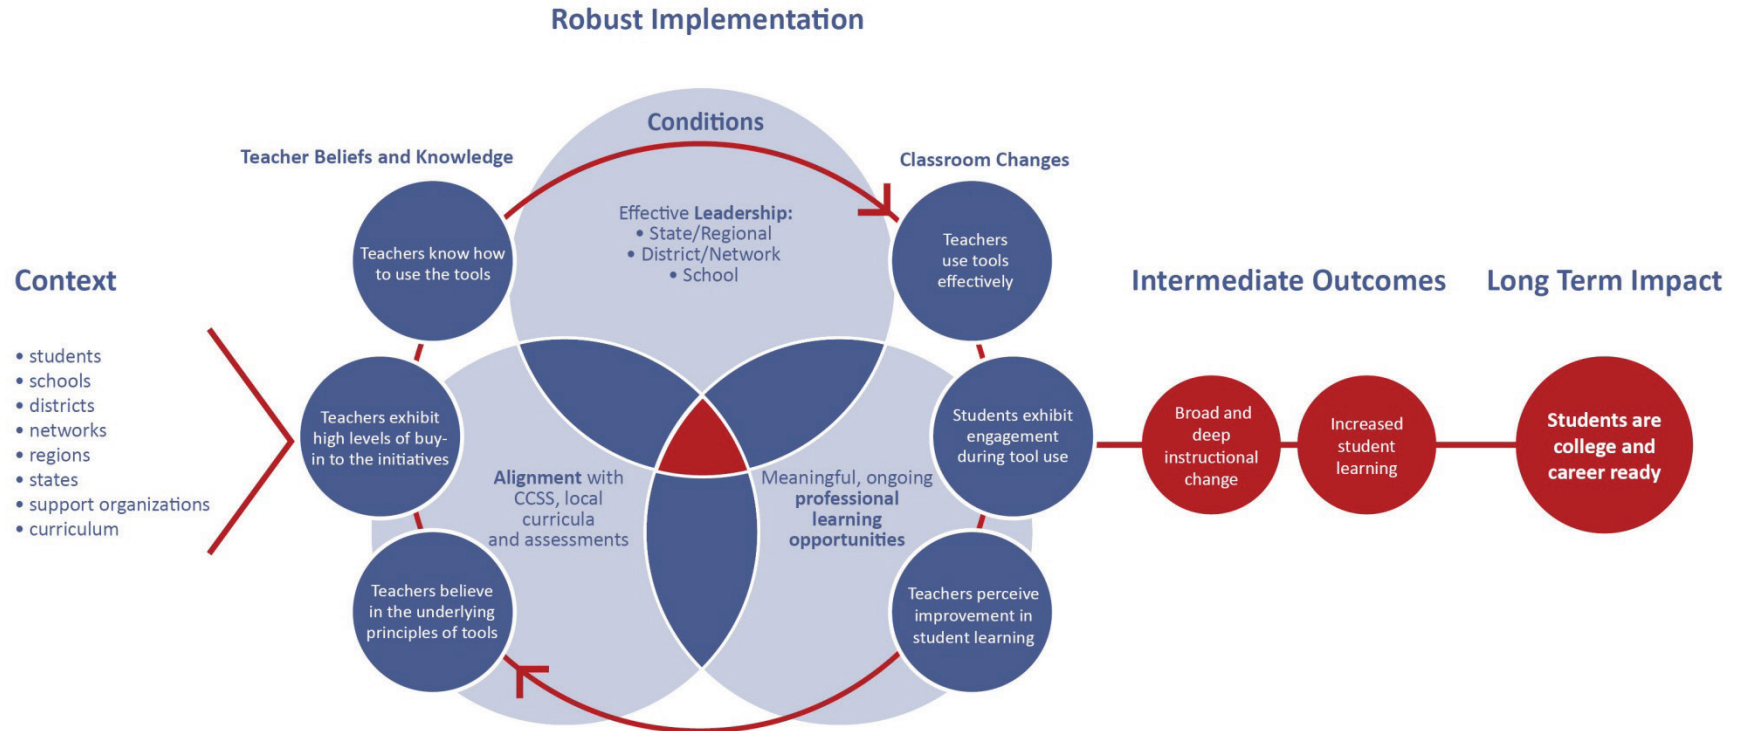 Robust Implementation
Context
• students
• schools
• districts
• networks
• regions
• states
• support organizations
• curriculum
Teacher Beliefs and Knowledge
Teachers know how
to use the tools
Teachers exhibit
high levels of buy-
in to the initiatives
Teachers believe
in the underlying
principles of tools
Conditions
Effective Leadership:
• State/Regional
• District/Network
• School
Alignment with
CCSS, local
curricula
and assessments
Meaningful, ongoing
professional
learning
opportunities
Classroom Changes
Teachers
use tools
effectively
Students exhibit
engagement
during tool use
Teachers perceive
improvement in
student learning
Intermediate Outcomes
Broad and
deep
instructional
change
Increased
student
learning
Long Term Impact
Students are
college and
career ready